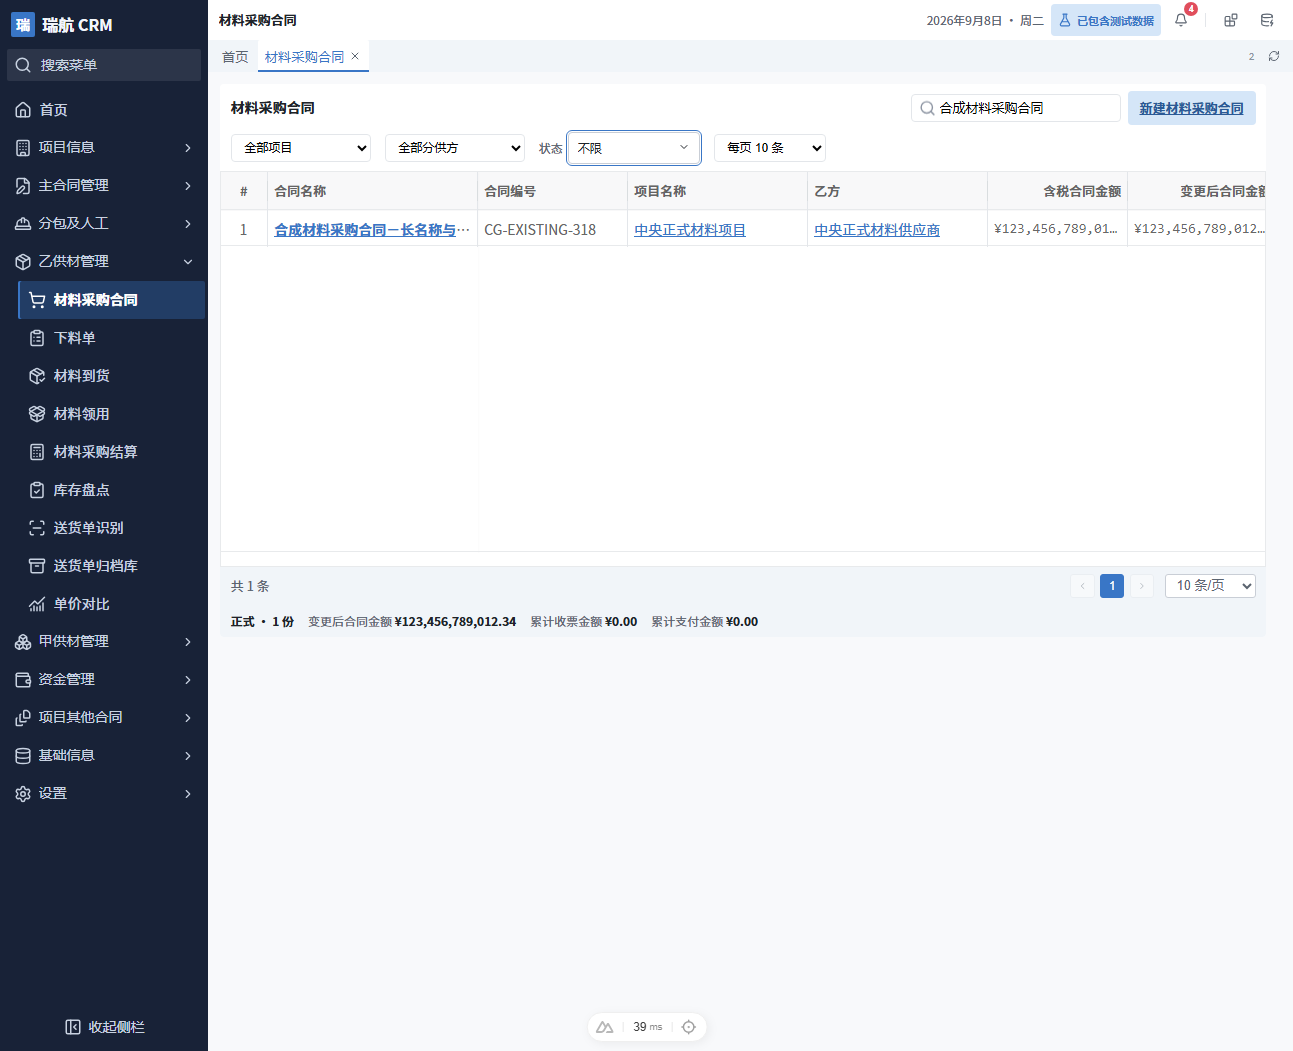 瑞 瑞航 CRM
搜索菜单
首页
项目信息
主合同管理
分包及人工
乙供材管理
材料采购合同
下料单
材料到货
材料领用
材料采购结算
库存盘点
送货单识别
送货单归档库
单价对比
甲供材管理
资金管理
项目其他合同
基础信息
设置
收起侧栏
材料采购合同 2026年9月8日 • 周二 已包含测试数据 4
首页 材料采购合同 2
材料采购合同 合成材料采购合同 新建材料采购合同
全部项目 全部分供方 状态 不限 每页 10 条
# 合同名称 合同编号 项目名称 乙方 含税合同金额 变更后合同金额
1 合成材料采购合同－长名称与… CG-EXISTING-318 中央正式材料项目 中央正式材料供应商 ¥123,456,789,01… ¥123,456,789,012…
共 1 条 1 10 条/页
正式 • 1 份 变更后合同金额 ¥123,456,789,012.34 累计收票金额 ¥0.00 累计支付金额 ¥0.00
39 ms